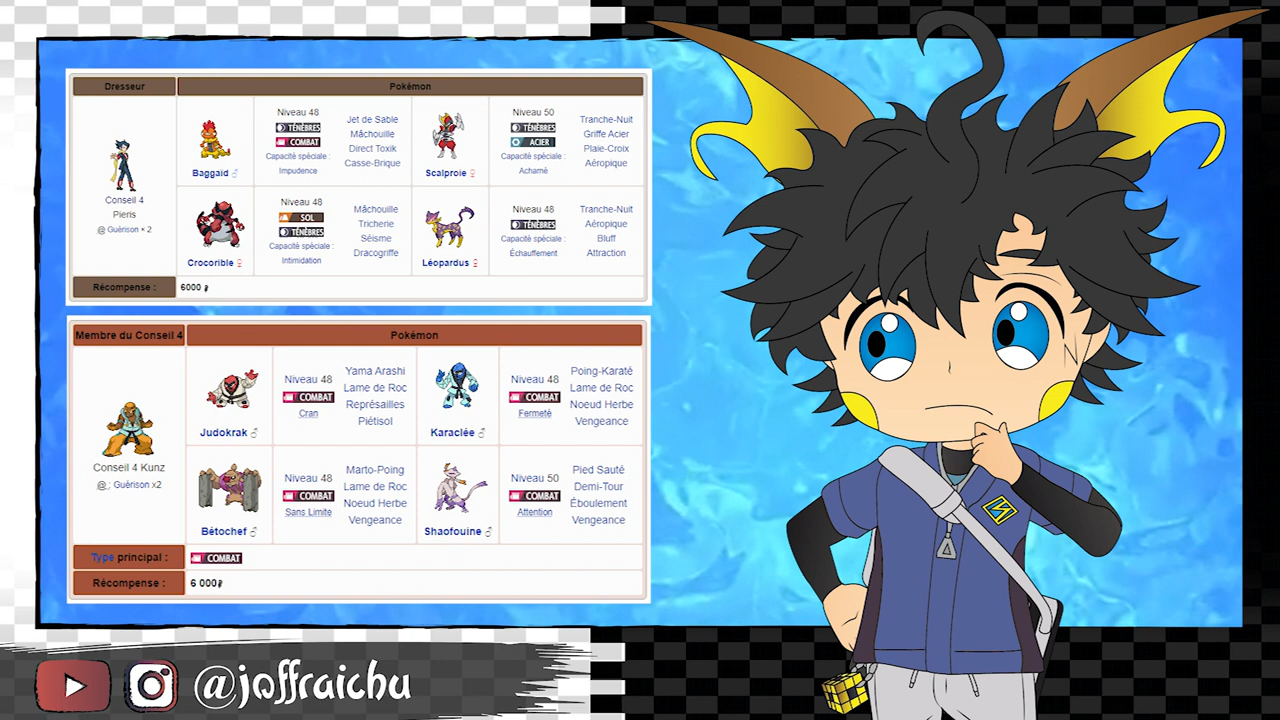 Dresseur
Pokémon
Conseil 4
Pieris
@ Guérison × 2
Baggaïd ♂
Niveau 48
TÉNÈBRES
COMBAT
Capacité spéciale :
Impudence
Jet de Sable
Mâchouille
Direct Toxik
Casse-Brique
Scalproie ♀
Niveau 50
TÉNÈBRES
ACIER
Capacité spéciale :
Acharné
Tranche-Nuit
Griffe Acier
Plaie-Croix
Aéropique
Crocorible ♀
Niveau 48
SOL
TÉNÈBRES
Capacité spéciale :
Intimidation
Mâchouille
Tricherie
Séisme
Dracogriffe
Léopardus ♀
Niveau 48
TÉNÈBRES
Capacité spéciale :
Échauffement
Tranche-Nuit
Aéropique
Bluff
Attraction
Récompense :
6000 ₽
Membre du Conseil 4
Pokémon
Conseil 4 Kunz
@ : Guérison x2
Judokrak ♂
Niveau 48
COMBAT
Cran
Yama Arashi
Lame de Roc
Représailles
Piétisol
Karaclée ♂
Niveau 48
COMBAT
Fermeté
Poing-Karaté
Lame de Roc
Noeud Herbe
Vengeance
Bétochef ♂
Niveau 48
COMBAT
Sans Limite
Marto-Poing
Lame de Roc
Noeud Herbe
Vengeance
Shaofouine ♂
Niveau 50
COMBAT
Attention
Pied Sauté
Demi-Tour
Éboulement
Vengeance
Type principal :
COMBAT
Récompense :
6 000₽
@joffraichu